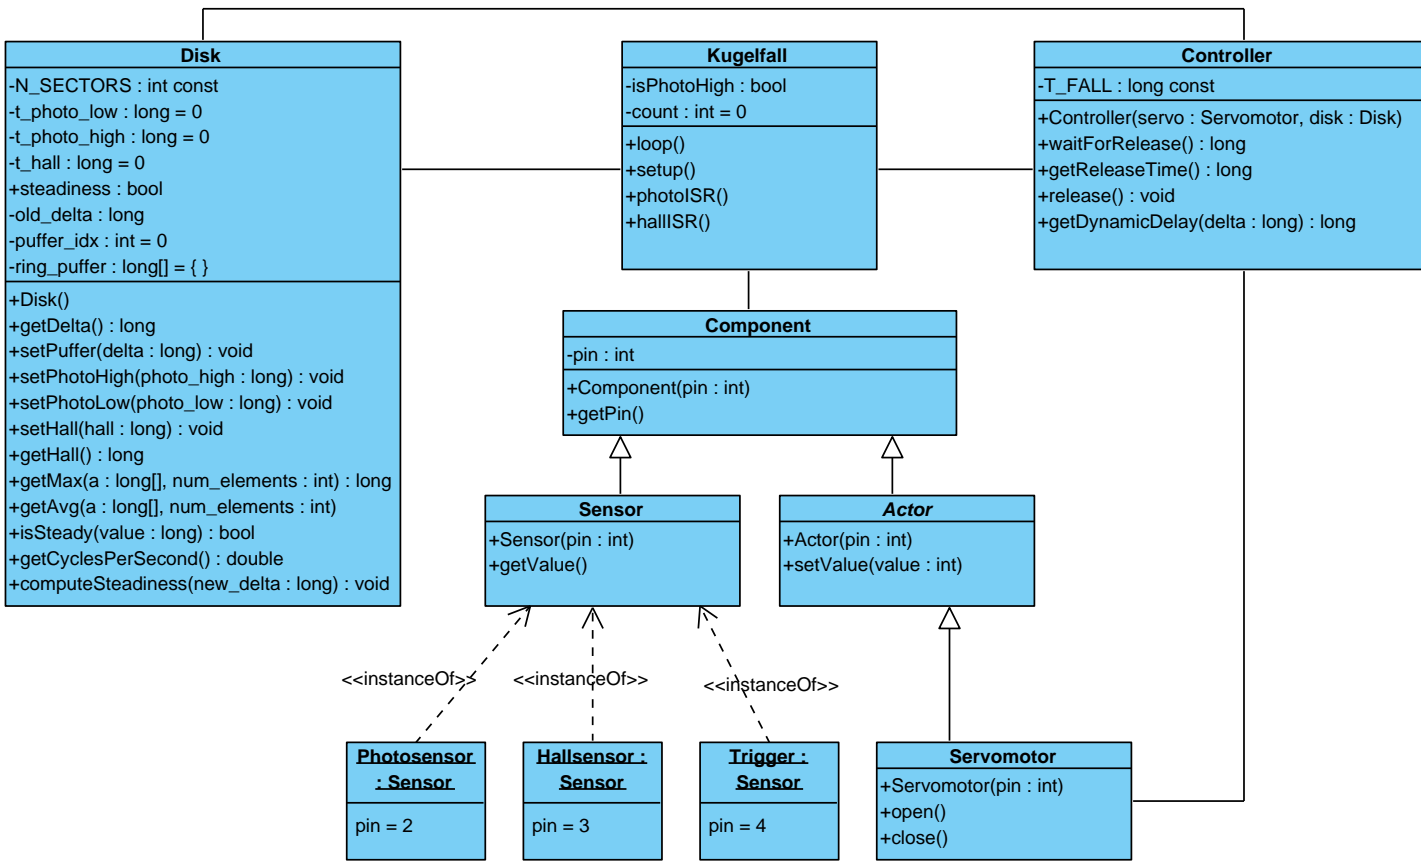 Disk
-N_SECTORS : int const
-t_photo_low : long = 0
-t_photo_high : long = 0
-t_hall : long = 0
+steadiness : bool
-old_delta : long
-puffer_idx : int = 0
-ring_puffer : long[] = { }
+Disk()
+getDelta() : long
+setPuffer(delta : long) : void
+setPhotoHigh(photo_high : long) : void
+setPhotoLow(photo_low : long) : void
+setHall(hall : long) : void
+getHall() : long
+getMax(a : long[], num_elements : int) : long
+getAvg(a : long[], num_elements : int)
+isSteady(value : long) : bool
+getCyclesPerSecond() : double
+computeSteadiness(new_delta : long) : void
Kugelfall
-isPhotoHigh : bool
-count : int = 0
+loop()
+setup()
+photoISR()
+hallISR()
Controller
-T_FALL : long const
+Controller(servo : Servomotor, disk : Disk)
+waitForRelease() : long
+getReleaseTime() : long
+release() : void
+getDynamicDelay(delta : long) : long
Component
-pin : int
+Component(pin : int)
+getPin()
Sensor
+Sensor(pin : int)
+getValue()
Actor
+Actor(pin : int)
+setValue(value : int)
<<instanceOf>>
<<instanceOf>>
<<instanceOf>>
Photosensor
: Sensor
pin = 2
Hallsensor :
Sensor
pin = 3
Trigger :
Sensor
pin = 4
Servomotor
+Servomotor(pin : int)
+open()
+close()